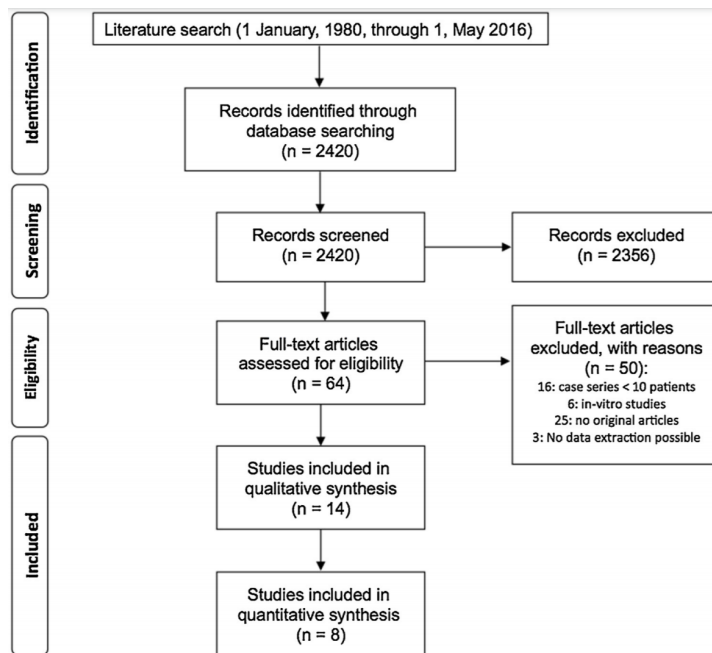 Identification
Literature search (1 January, 1980, through 1, May 2016)
Records identified through
database searching
(n = 2420)
Screening
Records screened
(n = 2420)
Records excluded
(n = 2356)
Eligibility
Full-text articles
assessed for eligibility
(n = 64)
Full-text articles
excluded, with reasons
(n = 50):
16: case series < 10 patients
6: in-vitro studies
25: no original articles
3: No data extraction possible
Included
Studies included in
qualitative synthesis
(n = 14)
Studies included in
quantitative synthesis
(n = 8)